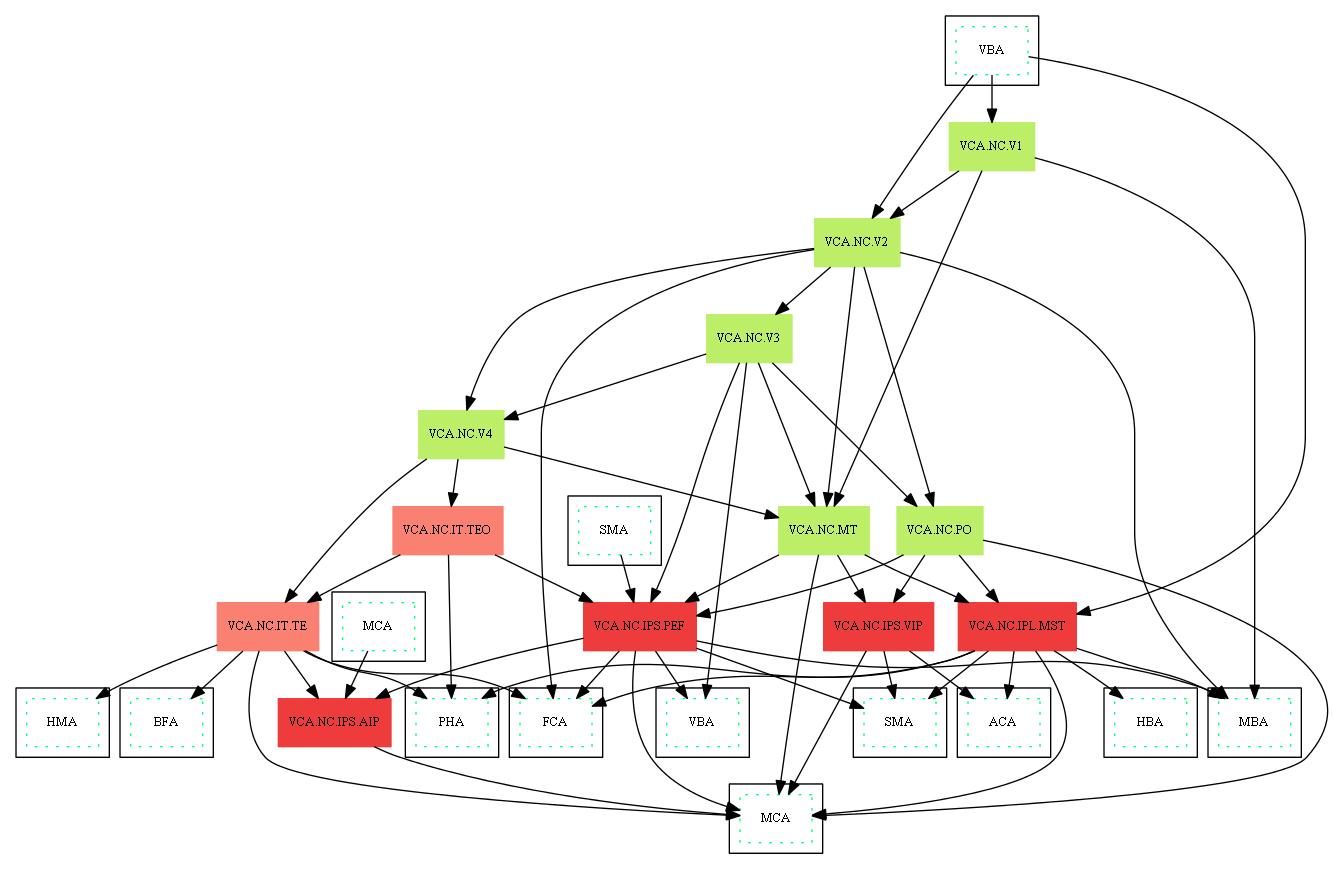 VBA
VCA.NC.V1
VCA.NC.V2
VCA.NC.V3
VCA.NC.V4
VCA.NC.IT.TEO
SMA
VCA.NC.MT
VCA.NC.PO
VCA.NC.IT.TE
MCA
VCA.NC.IPS.PEF
VCA.NC.IPS.VIP
VCA.NC.IPL.MST
HMA
BFA
VCA.NC.IPS.AIP
PHA
FCA
VBA
SMA
ACA
HBA
MBA
MCA